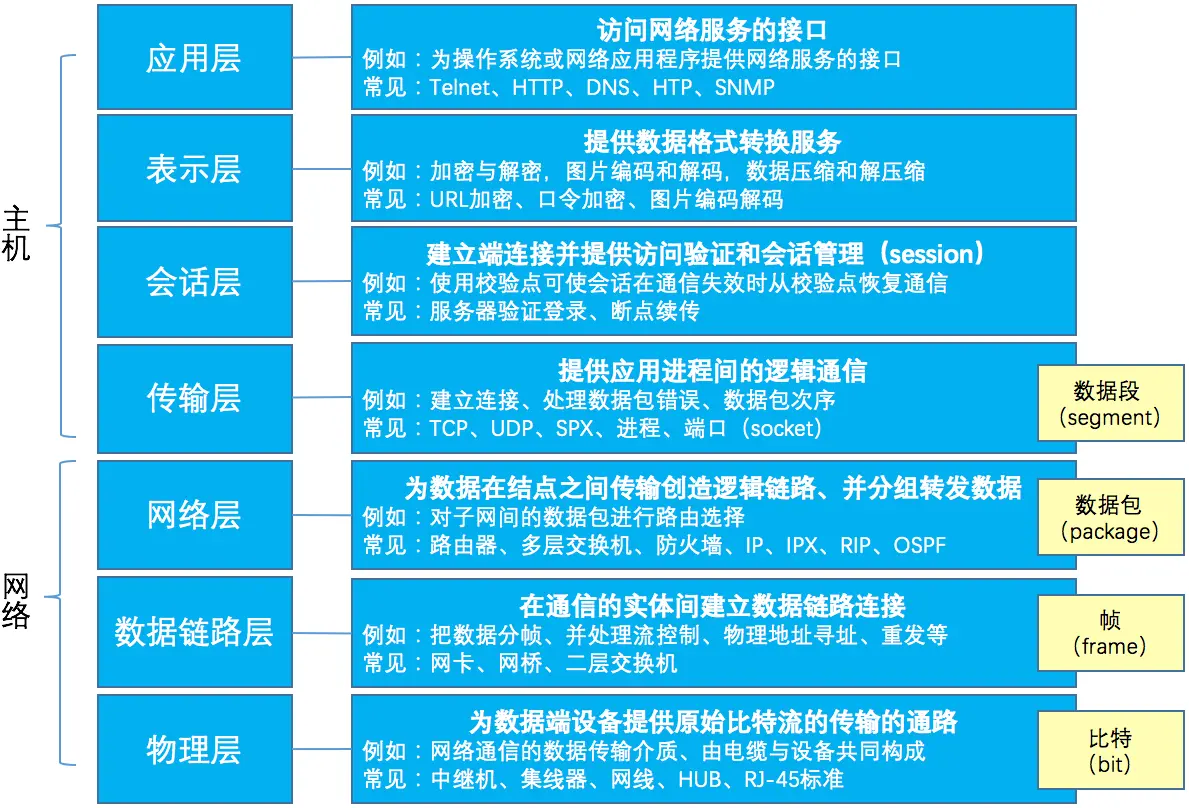 应用层
访问网络服务的接口
例如：为操作系统或网络应用程序提供网络服务的接口
常见：Telnet、HTTP、DNS、HTP、SNMP
表示层
提供数据格式转换服务
例如：加密与解密，图片编码和解码，数据压缩和解压缩
常见：URL加密、口令加密、图片编码解码
主机
会话层
建立端连接并提供访问验证和会话管理（session）
例如：使用校验点可使会话在通信失效时从校验点恢复通信
常见：服务器验证登录、断点续传
传输层
提供应用进程间的逻辑通信
例如：建立连接、处理数据包错误、数据包次序
常见：TCP、UDP、SPX、进程、端口（socket）
数据段
（segment）
网络层
为数据在结点之间传输创造逻辑链路、并分组转发数据
例如：对子网间的数据包进行路由选择
常见：路由器、多层交换机、防火墙、IP、IPX、RIP、OSPF
数据包
（package）
网络
数据链路层
在通信的实体间建立数据链路连接
例如：把数据分帧、并处理流控制、物理地址寻址、重发等
常见：网卡、网桥、二层交换机
帧
（frame）
物理层
为数据端设备提供原始比特流的传输的通路
例如：网络通信的数据传输介质、由电缆与设备共同构成
常见：中继机、集线器、网线、HUB、RJ-45标准
比特
（bit）